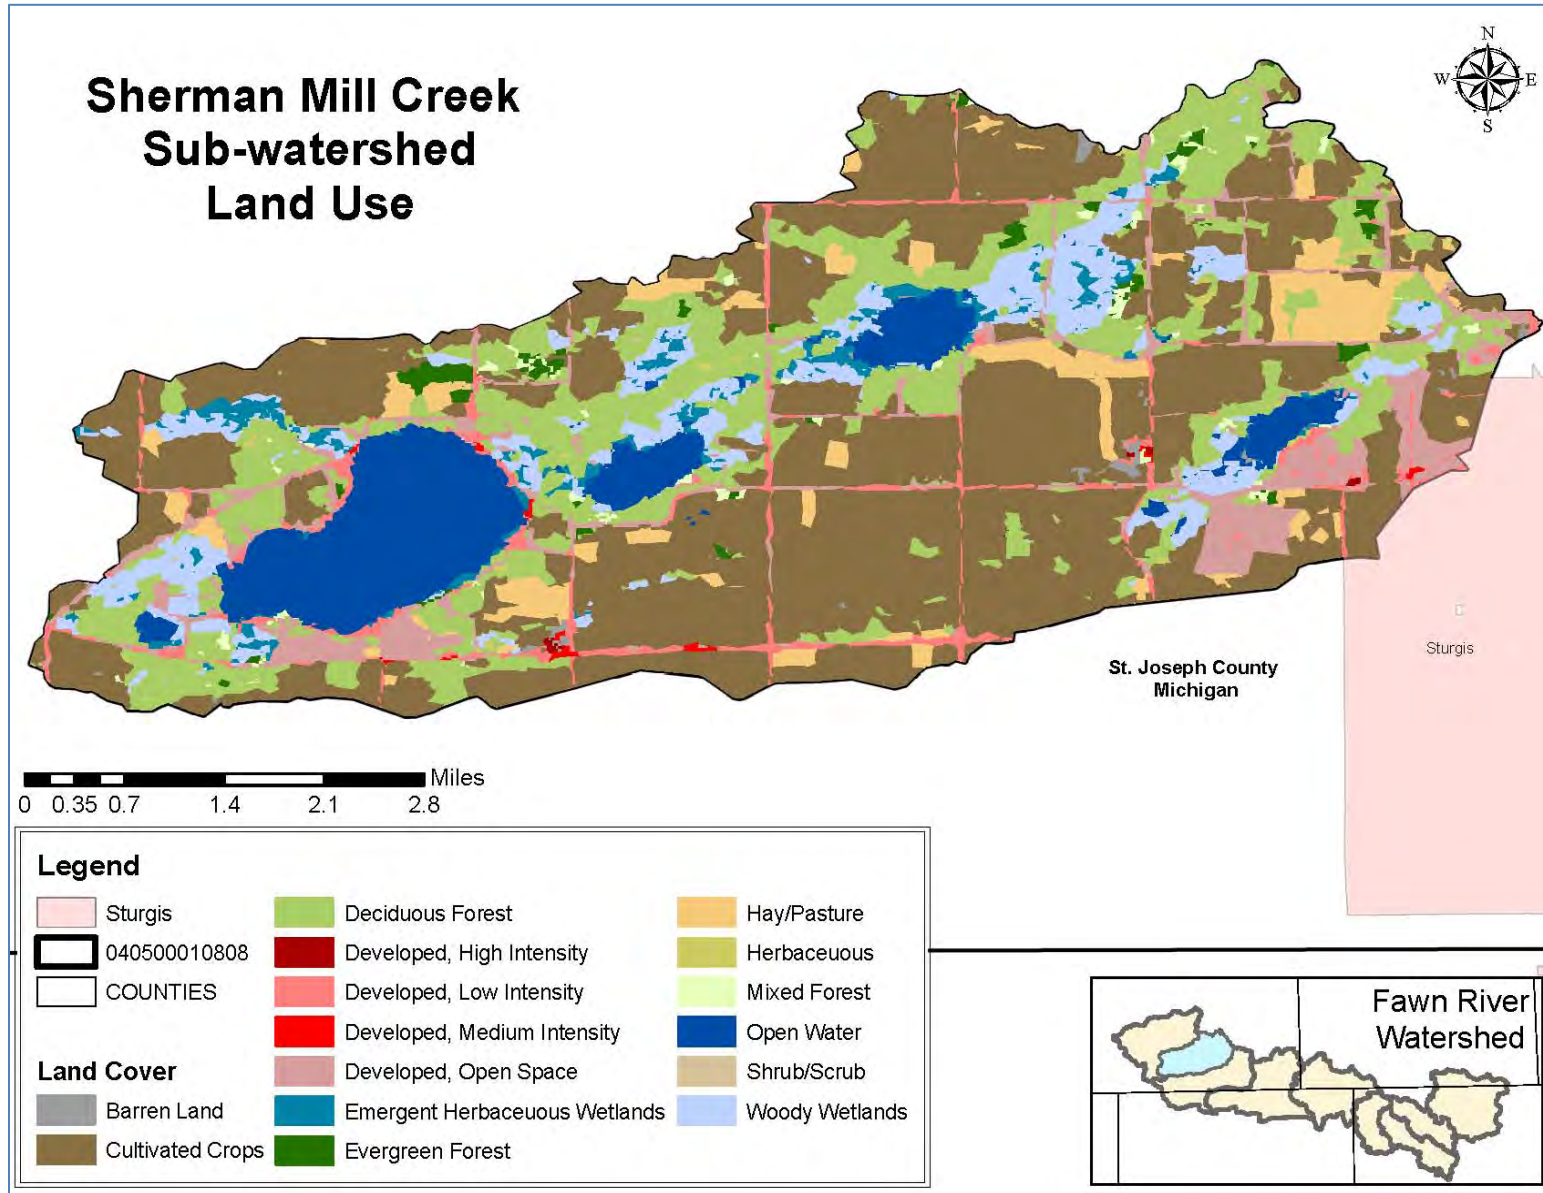 Sherman Mill Creek
Sub-watershed
Land Use
N
W
E
S
Sturgis
St. Joseph County
Michigan
Miles
0 0.35 0.7 1.4 2.1 2.8
Legend
Sturgis
040500010808
COUNTIES
Land Cover
Barren Land
Cultivated Crops
Deciduous Forest
Developed, High Intensity
Developed, Low Intensity
Developed, Medium Intensity
Developed, Open Space
Emergent Herbaceuous Wetlands
Evergreen Forest
Hay/Pasture
Herbaceuous
Mixed Forest
Open Water
Shrub/Scrub
Woody Wetlands
Fawn River
Watershed